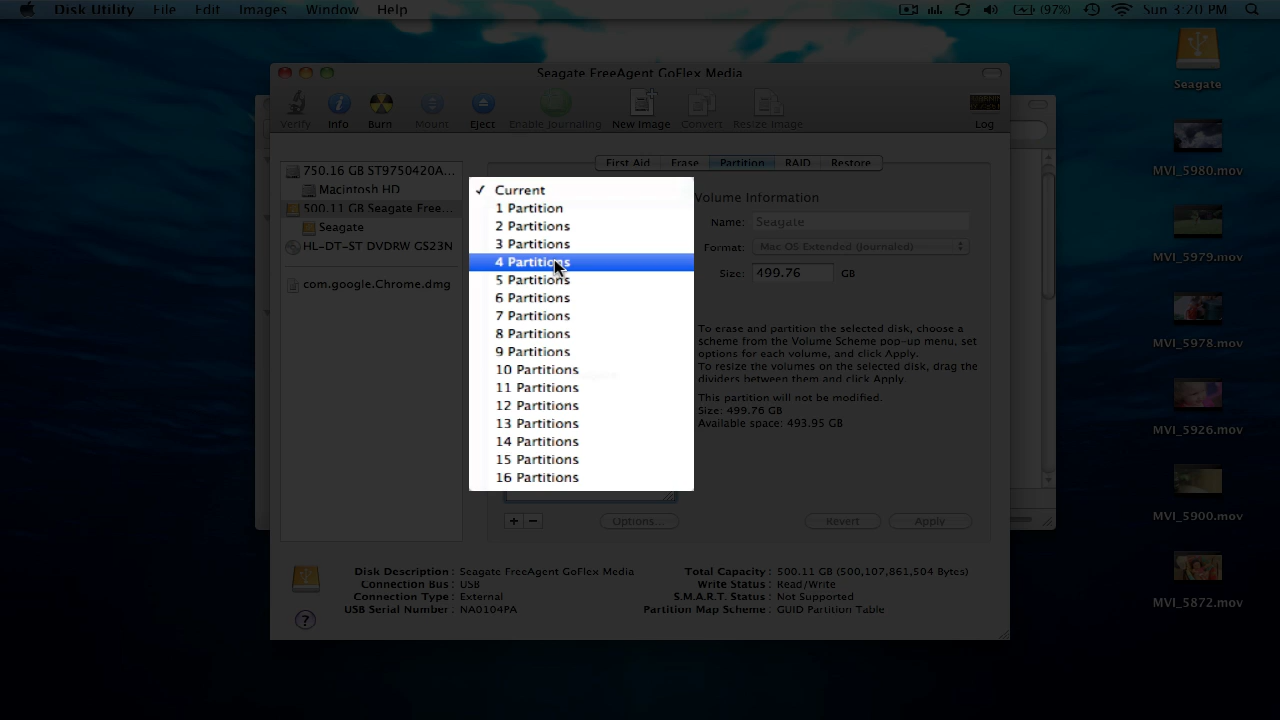 Disk Utility File Edit Images Window Help (97%) Sun 3:20 PM
Seagate FreeAgent GoFlex Media
Verify Info Burn Mount Eject Enable Journaling New Image Convert Resize Image Log
First Aid Erase Partition RAID Restore
750.16 GB ST9750420A...
Macintosh HD
500.11 GB Seagate Free...
Seagate
HL-DT-ST DVDRW GS23N
com.google.Chrome.dmg
✓ Current
1 Partition
2 Partitions
3 Partitions
4 Partitions
5 Partitions
6 Partitions
7 Partitions
8 Partitions
9 Partitions
10 Partitions
11 Partitions
12 Partitions
13 Partitions
14 Partitions
15 Partitions
16 Partitions
Volume Information
Name: Seagate
Format: Mac OS Extended (Journaled)
Size: 499.76 GB
To erase and partition the selected disk, choose a
scheme from the Volume Scheme pop-up menu, set
options for each volume, and click Apply.
To resize the volumes on the selected disk, drag the
dividers between them and click Apply.
This partition will not be modified.
Size: 499.76 GB
Available space: 493.95 GB
+ − Options... Revert Apply
Disk Description : Seagate FreeAgent GoFlex Media
Connection Bus : USB
Connection Type : External
USB Serial Number : NA0104PA
Total Capacity : 500.11 GB (500,107,861,504 Bytes)
Write Status : Read/Write
S.M.A.R.T. Status : Not Supported
Partition Map Scheme : GUID Partition Table
?
Seagate
MVI_5980.mov
MVI_5979.mov
MVI_5978.mov
MVI_5926.mov
MVI_5900.mov
MVI_5872.mov